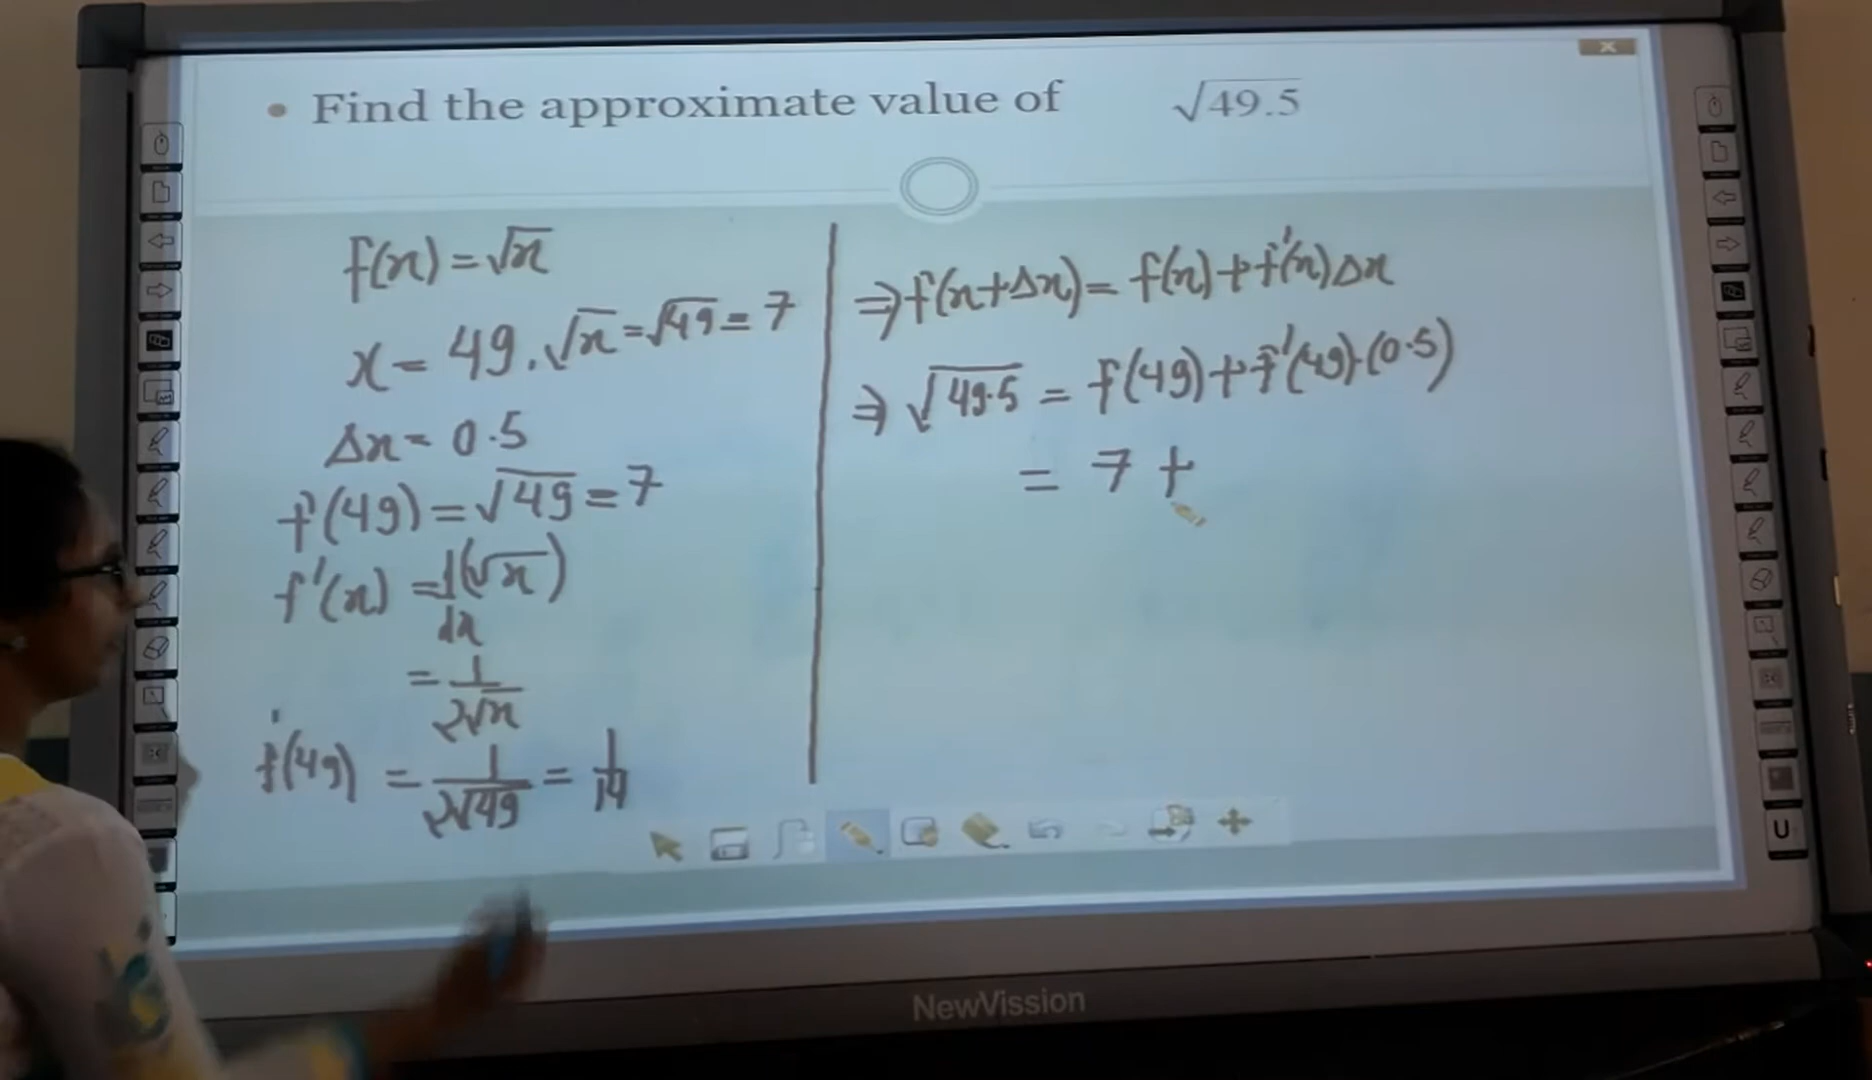 • Find the approximate value of √49.5
f(x) = √x
x = 49. √x = √49 = 7
Δx = 0.5
f(49) = √49 = 7
f'(x) = d(√x)
dx
= 1
2√x
f'(49) = 1/2√49 = 1/14
⇒ f(x+Δx) = f(x) + f'(x) Δx
⇒ √49.5 = f(49) + f'(49).(0.5)
= 7 +
U
NewVission